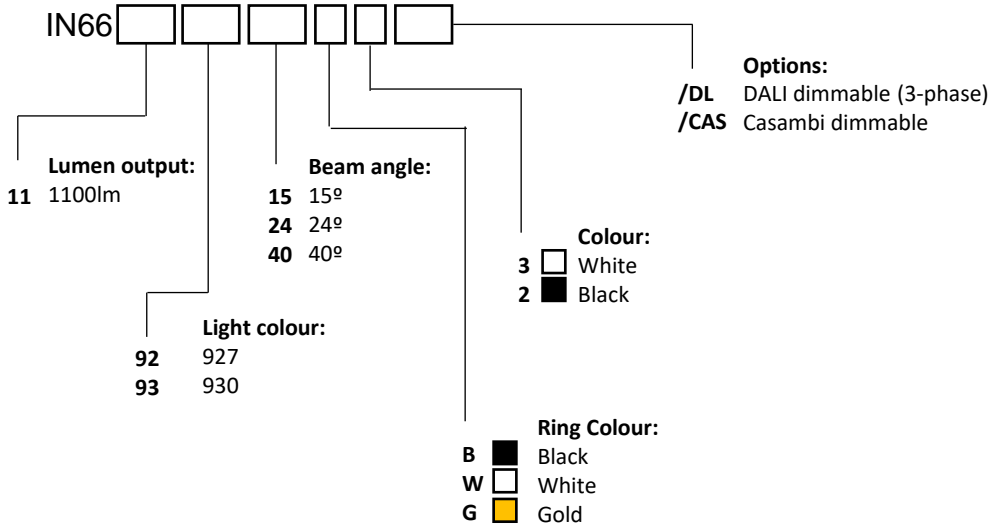 IN66
Options:
/DL DALI dimmable (3-phase)
/CAS Casambi dimmable
Lumen output:
11 1100lm
Beam angle:
15 15º
24 24º
40 40º
Colour:
3 White
2 Black
Light colour:
92 927
93 930
Ring Colour:
B Black
W White
G Gold